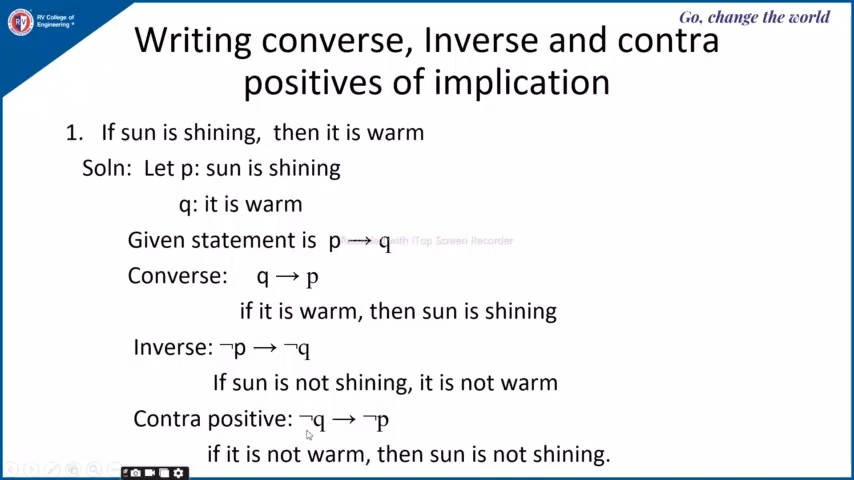 RV College of
Engineering
Go, change the world
Writing converse, Inverse and contra
positives of implication
1. If sun is shining, then it is warm
Soln: Let p: sun is shining
q: it is warm
Given statement is p → q
Recorded with iTop Screen Recorder
Converse: q → p
if it is warm, then sun is shining
Inverse: ¬p → ¬q
If sun is not shining, it is not warm
Contra positive: ¬q → ¬p
if it is not warm, then sun is not shining.